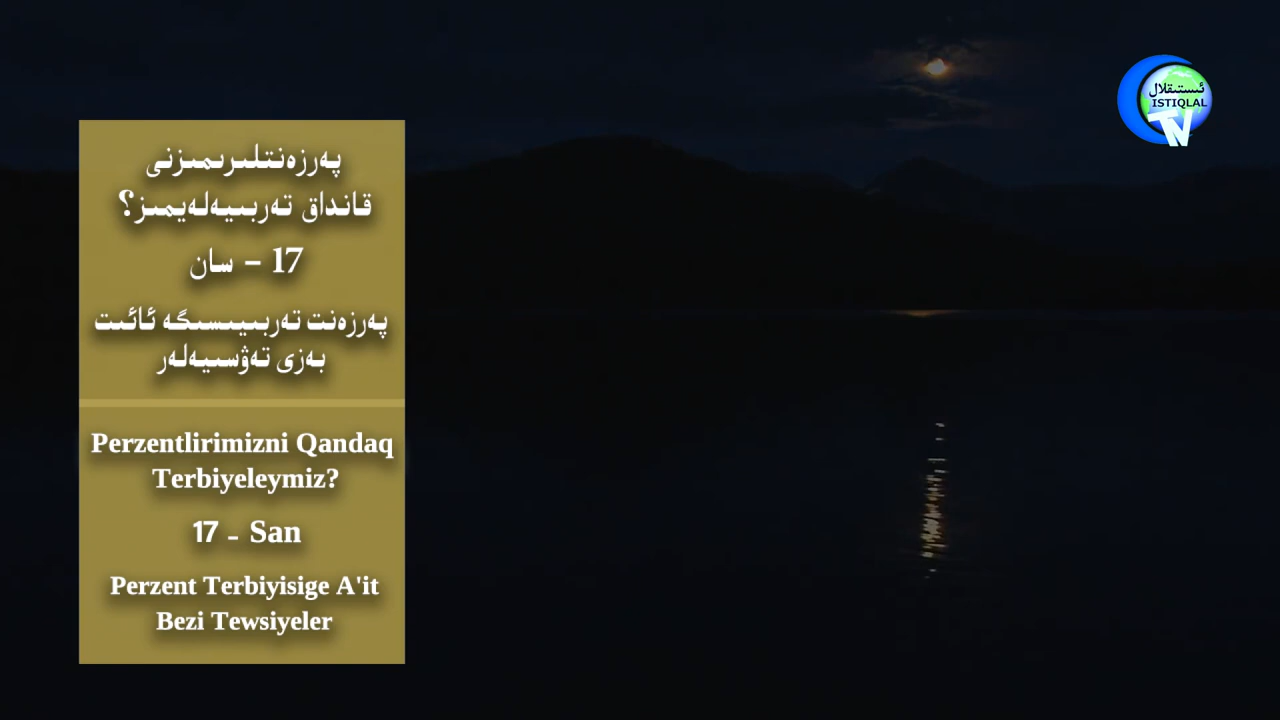 پەرزەنتلىرىمىزنى
قانداق تەربىيەلەيمىز؟
17 - سان
پەرزەنت تەربىيىسىگە ئائىت
بەزى تەۋسىيەلەر
Perzentlirimizni Qandaq
Terbiyeleymiz?
17 - San
Perzent Terbiyisige A'it
Bezi Tewsiyeler
ئىستىقلال
ISTIQLAL
TV